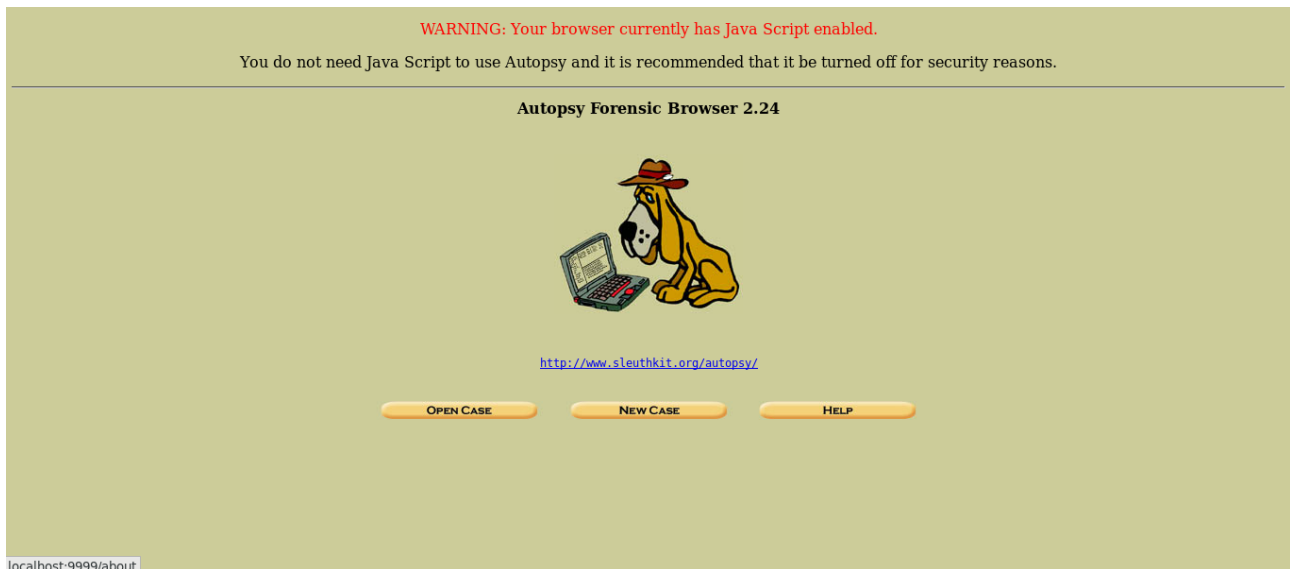 WARNING: Your browser currently has Java Script enabled.
You do not need Java Script to use Autopsy and it is recommended that it be turned off for security reasons.
Autopsy Forensic Browser 2.24
http://www.sleuthkit.org/autopsy/
OPEN CASE
NEW CASE
HELP
localhost:9999/about